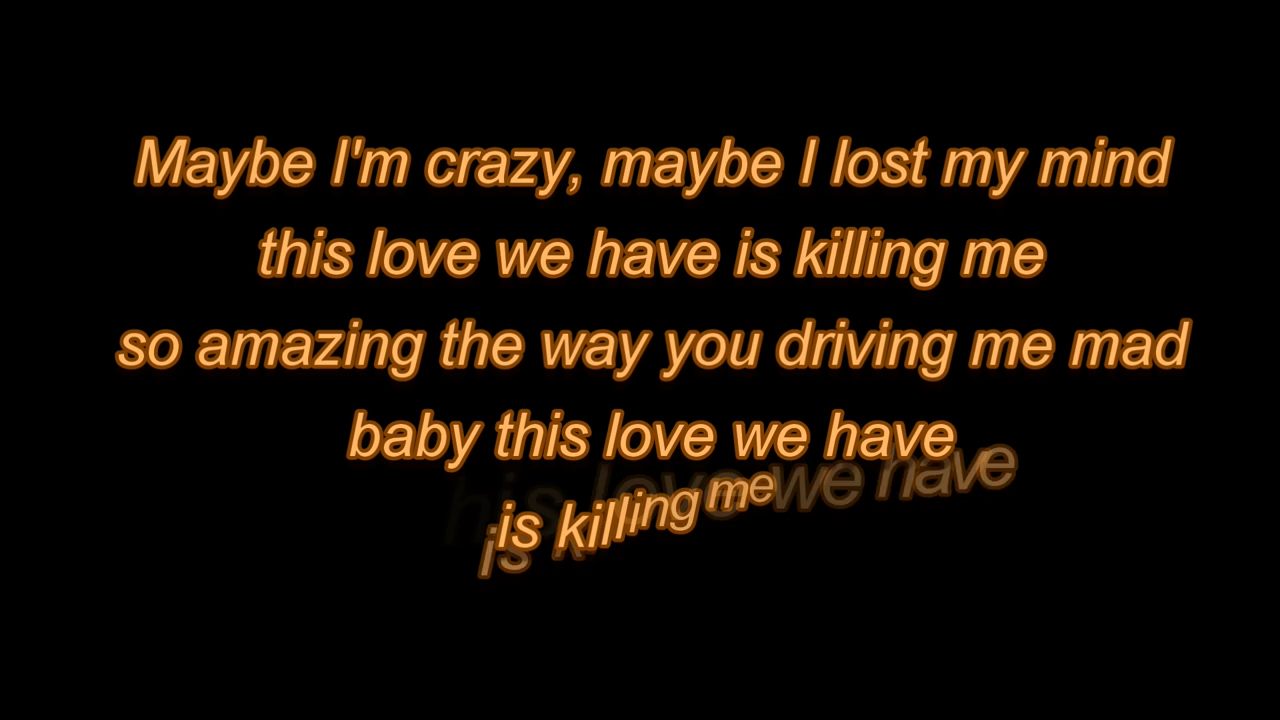 Maybe I'm crazy, maybe I lost my mind
this love we have is killing me
so amazing the way you driving me mad
baby this love we have
is killing me